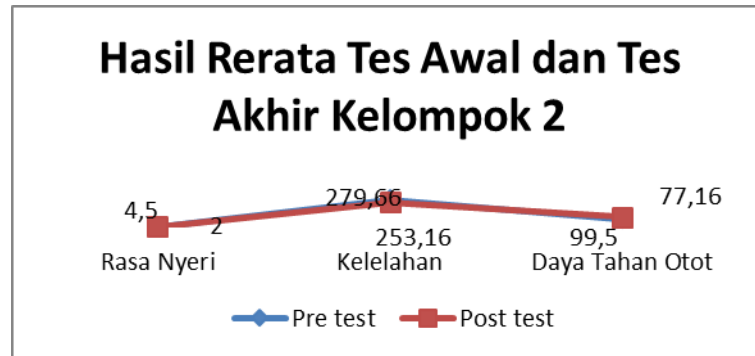 Hasil Rerata Tes Awal dan Tes
Akhir Kelompok 2
4,5
2
279,66
253,16
77,16
99,5
Rasa Nyeri
Kelelahan
Daya Tahan Otot
Pre test
Post test